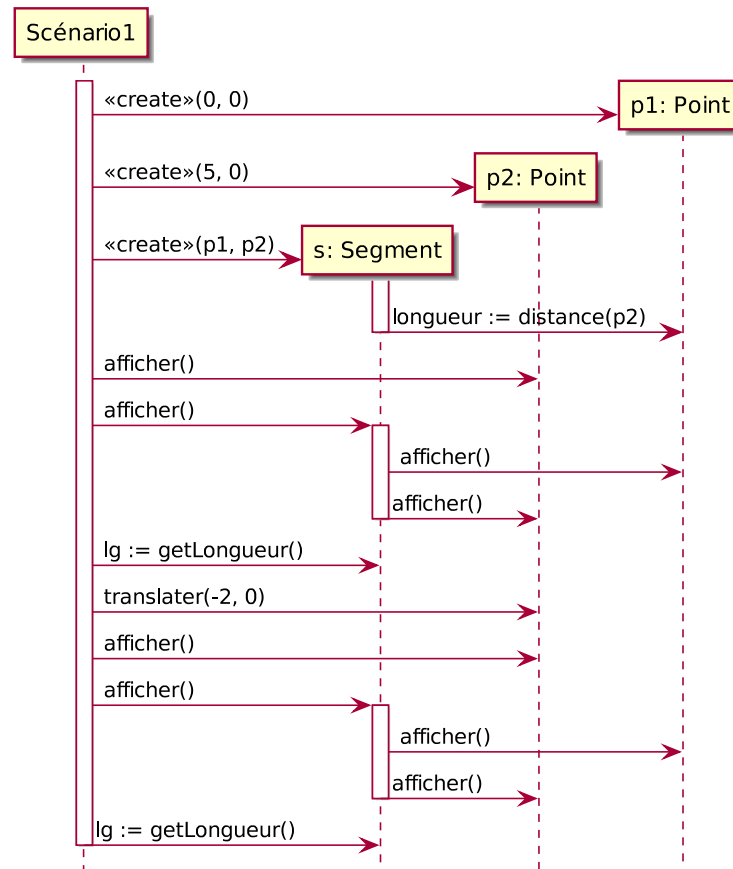 Scénario1
«create»(0, 0)
p1: Point
«create»(5, 0)
p2: Point
«create»(p1, p2)
s: Segment
longueur := distance(p2)
afficher()
afficher()
afficher()
afficher()
lg := getLongueur()
translater(-2, 0)
afficher()
afficher()
afficher()
afficher()
lg := getLongueur()